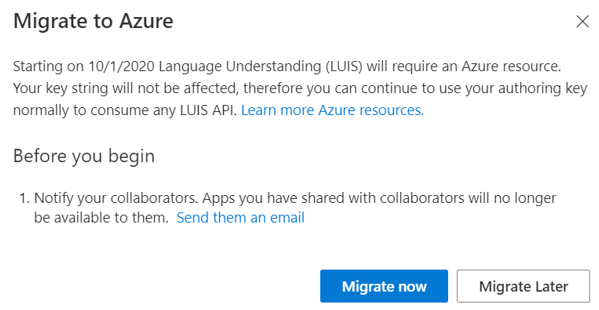 Migrate to Azure
Starting on 10/1/2020 Language Understanding (LUIS) will require an Azure resource.
Your key string will not be affected, therefore you can continue to use your authoring key
normally to consume any LUIS API. Learn more Azure resources.
Before you begin
1. Notify your collaborators. Apps you have shared with collaborators will no longer
be available to them. Send them an email
Migrate now
Migrate Later